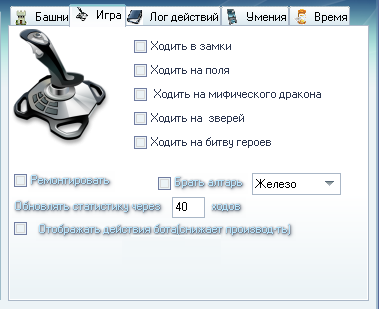 Башни Игра Лог действий Умения Время
Ходить в замки
Ходить на поля
Ходить на мифического дракона
Ходить на зверей
Ходить на битву героев
Ремонтировать Брать алтарь Железо
Обновлять статистику через 40 ходов
Отображать действия бота(снижает производ-ть)